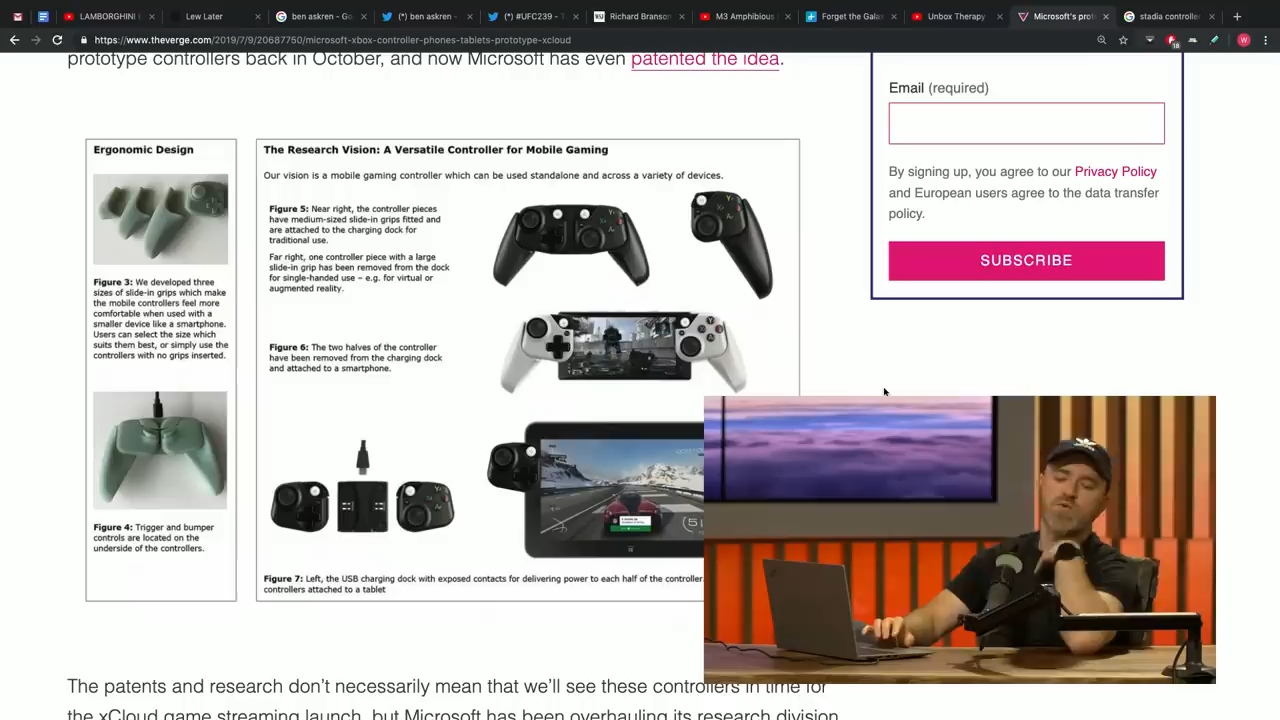 LAMBORGHINI
Lew Later
ben askren - Go
(*) ben askren -
(*) #UFC239 - T
Richard Branson
M3 Amphibious
Forget the Gala
Unbox Therapy
Microsoft's prot
stadia controller
https://www.theverge.com/2019/7/9/20687750/microsoft-xbox-controller-phones-tablets-prototype-xcloud
prototype controllers back in October, and now Microsoft has even patented the idea.
Ergonomic Design
Figure 3: We developed three
sizes of slide-in grips which make
the mobile controllers feel more
comfortable when used with a
smaller device like a smartphone.
Users can select the size which
suits them best, or simply use the
controllers with no grips inserted.
Figure 4: Trigger and bumper
controls are located on the
underside of the controllers.
The Research Vision: A Versatile Controller for Mobile Gaming
Our vision is a mobile gaming controller which can be used standalone and across a variety of devices.
Figure 5: Near right, the controller pieces
have medium-sized slide-in grips fitted and
are attached to the charging dock for
traditional use.
Far right, one controller piece with a large
slide-in grip has been removed from the dock
for single-handed use – e.g. for virtual or
augmented reality.
Figure 6: The two halves of the controller
have been removed from the charging dock
and attached to a smartphone.
Figure 7: Left, the USB charging dock with exposed contacts for delivering power to each half of the controller.
controllers attached to a tablet
Email (required)
By signing up, you agree to our Privacy Policy
and European users agree to the data transfer
policy.
SUBSCRIBE
The patents and research don't necessarily mean that we'll see these controllers in time for
the xCloud game streaming launch, but Microsoft has been overhauling its research division